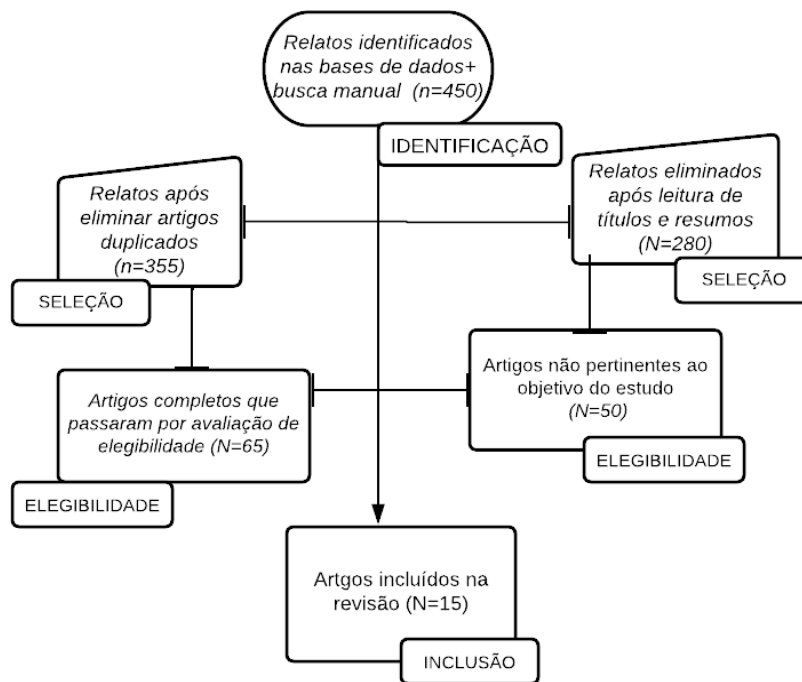 Relatos identificados
nas bases de dados+
busca manual (n=450)
IDENTIFICAÇÃO
Relatos após
eliminar artigos
duplicados
(n=355)
SELEÇÃO
Relatos eliminados
após leitura de
títulos e resumos
(N=280)
SELEÇÃO
Artigos completos que
passaram por avaliação de
elegibilidade (N=65)
ELEGIBILIDADE
Artigos não pertinentes ao
objetivo do estudo
(N=50)
ELEGIBILIDADE
Artgos incluídos na
revisão (N=15)
INCLUSÃO